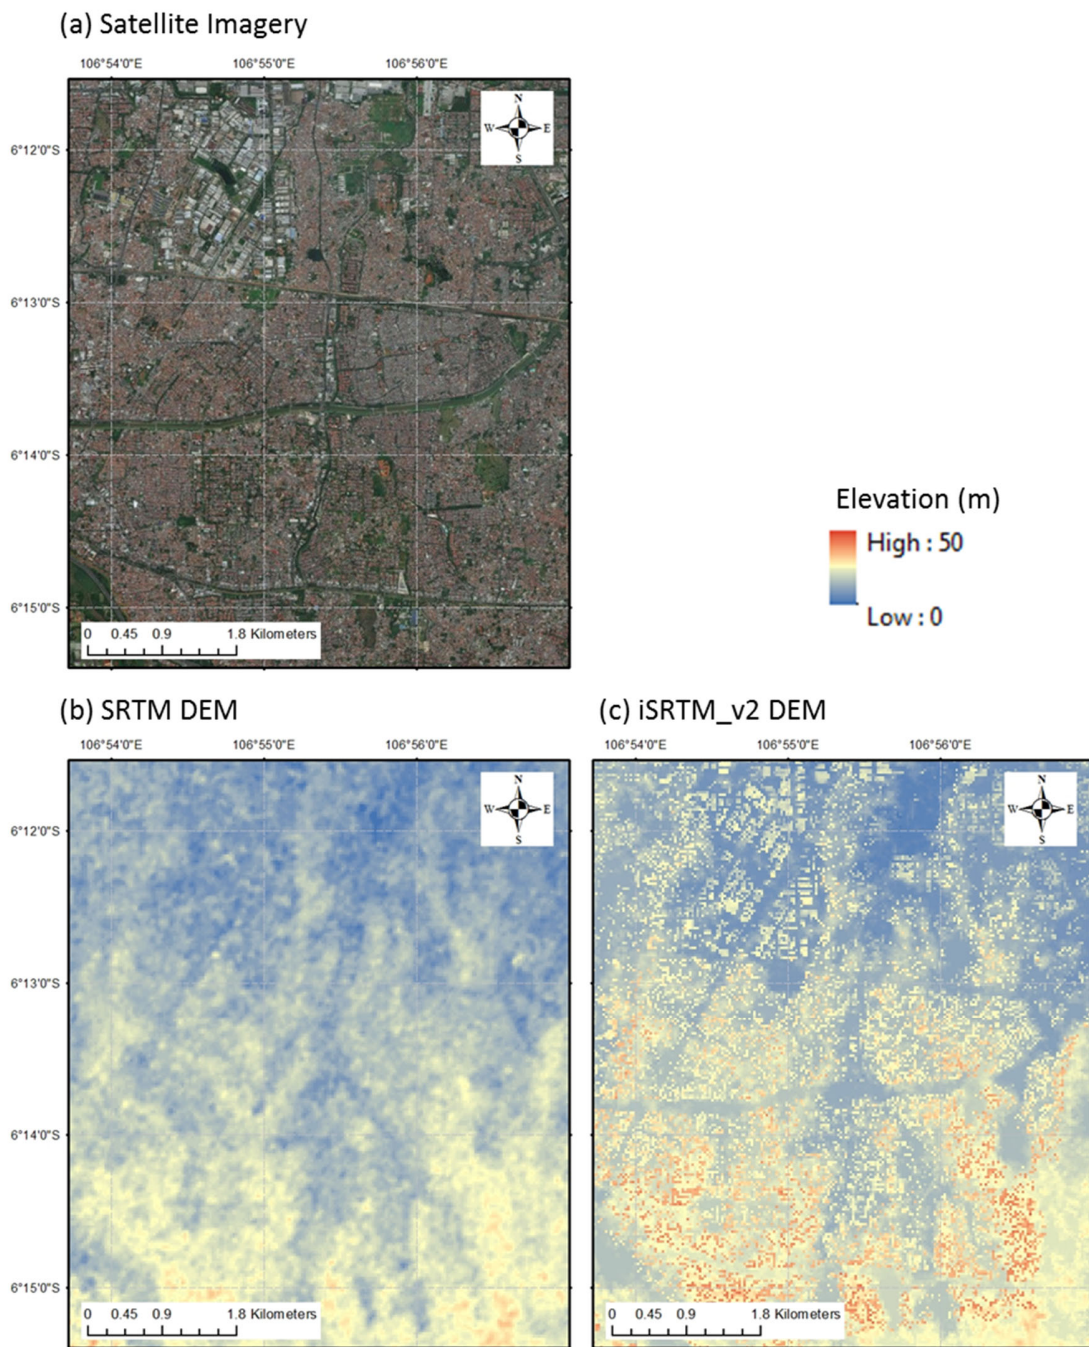 (a) Satellite Imagery
106°54'0"E 106°55'0"E 106°56'0"E
N
W E
S
6°12'0"S
6°13'0"S
6°14'0"S
6°15'0"S
0 0.45 0.9 1.8 Kilometers
Elevation (m)
High : 50
Low : 0
(b) SRTM DEM
106°54'0"E 106°55'0"E 106°56'0"E
N
W E
S
6°12'0"S
6°13'0"S
6°14'0"S
6°15'0"S
0 0.45 0.9 1.8 Kilometers
(c) iSRTM_v2 DEM
106°54'0"E 106°55'0"E 106°56'0"E
N
W E
S
0 0.45 0.9 1.8 Kilometers